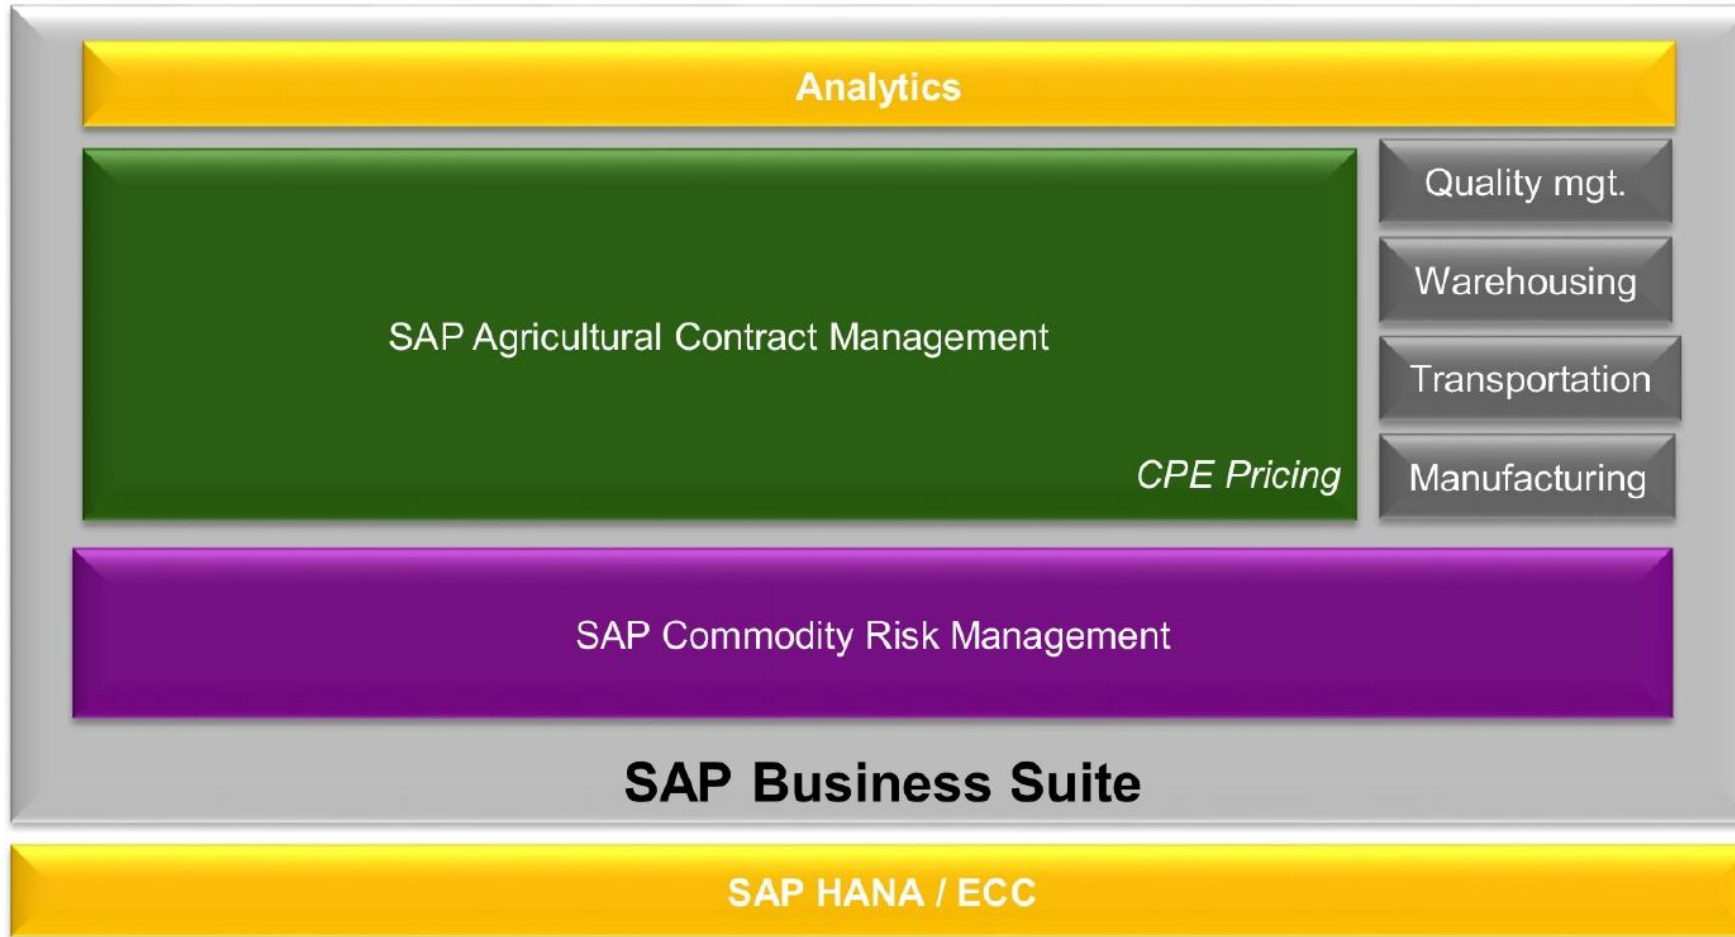 Analytics
Quality mgt.
Warehousing
SAP Agricultural Contract Management
Transportation
CPE Pricing
Manufacturing
SAP Commodity Risk Management
SAP Business Suite
SAP HANA / ECC